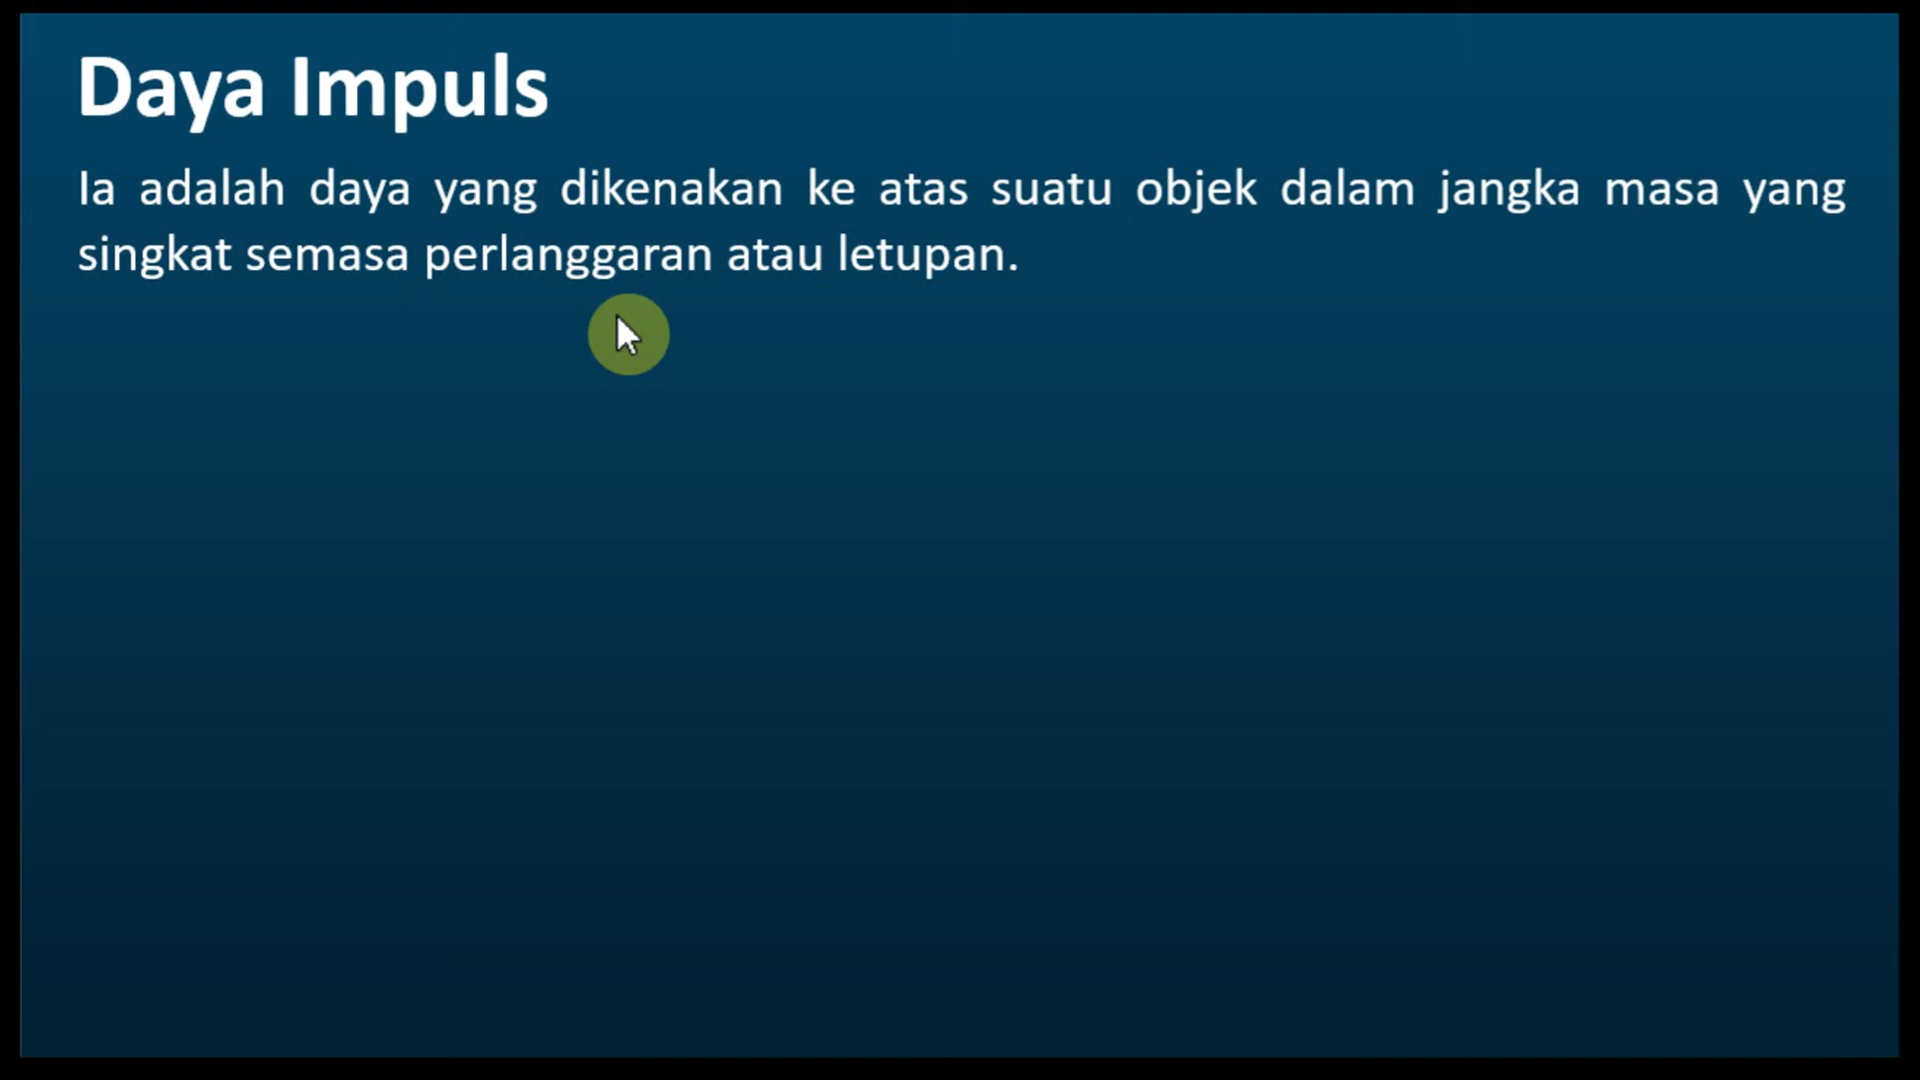 Daya Impuls
Ia adalah daya yang dikenakan ke atas suatu objek dalam jangka masa yang
singkat semasa perlanggaran atau letupan.